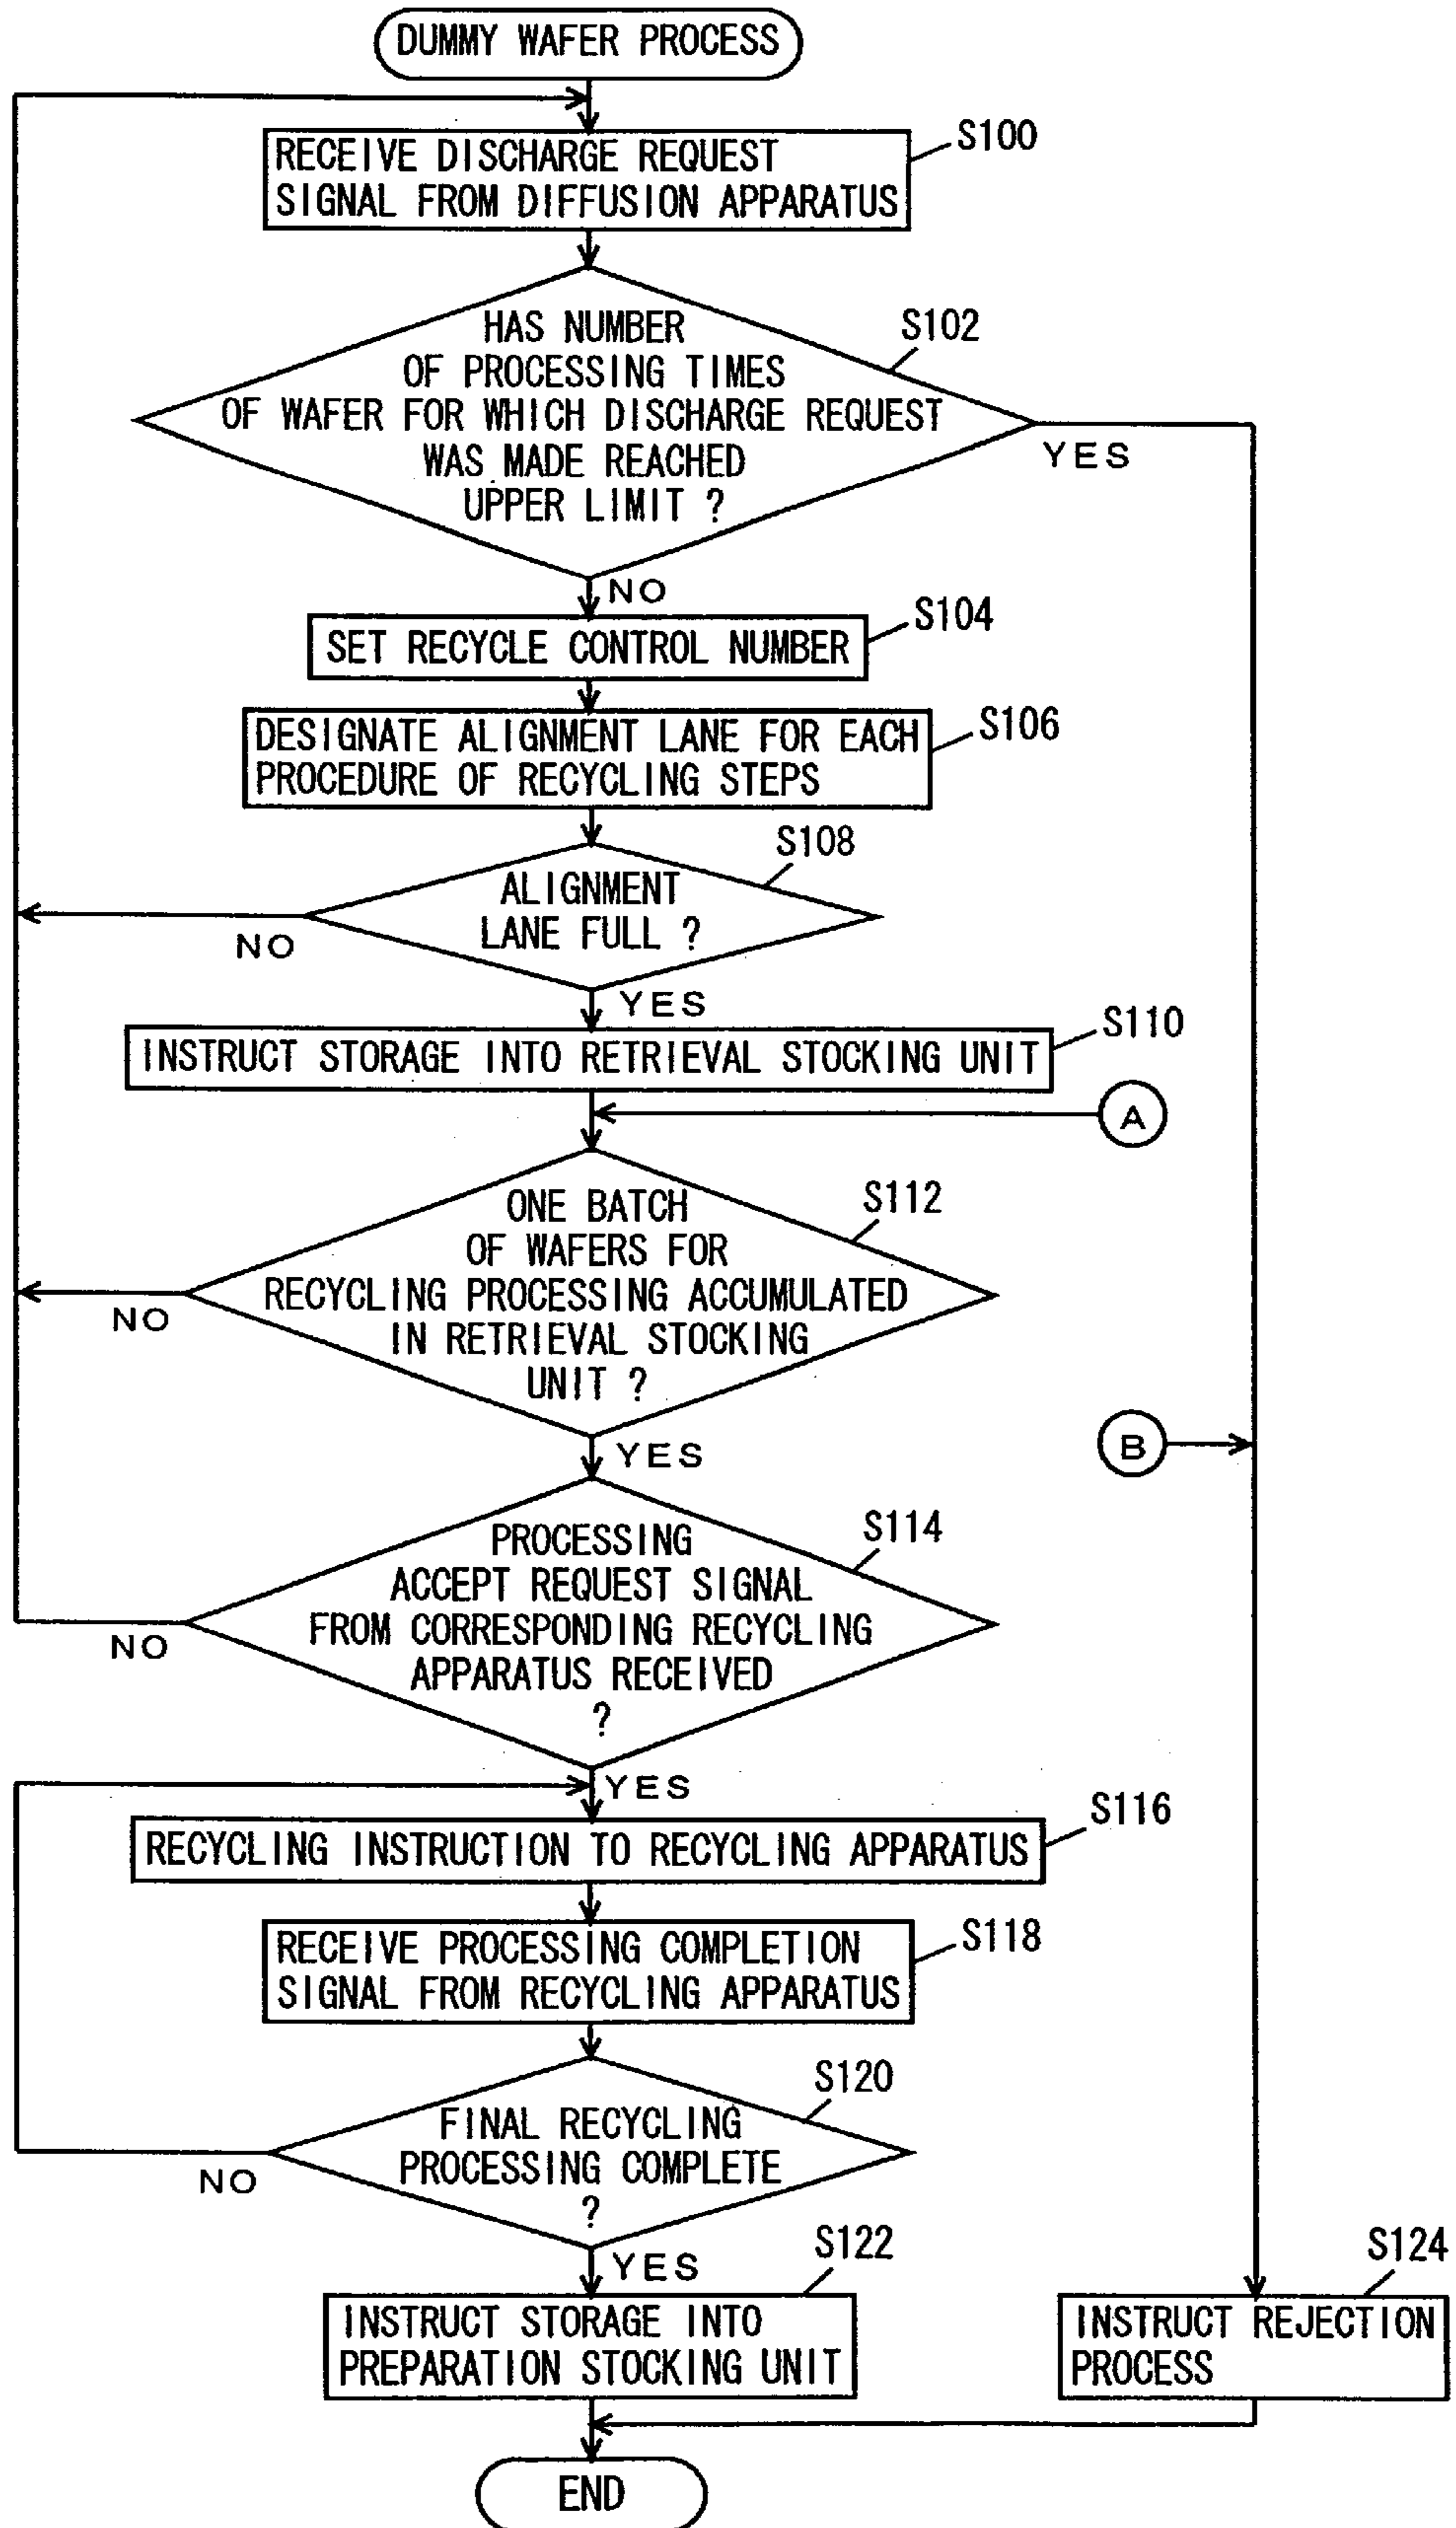 DUMMY WAFER PROCESS
S100
RECEIVE DISCHARGE REQUEST
SIGNAL FROM DIFFUSION APPARATUS
S102
HAS NUMBER
OF PROCESSING TIMES
OF WAFER FOR WHICH DISCHARGE REQUEST
WAS MADE REACHED
UPPER LIMIT ?
YES
NO
S104
SET RECYCLE CONTROL NUMBER
S106
DESIGNATE ALIGNMENT LANE FOR EACH
PROCEDURE OF RECYCLING STEPS
S108
ALIGNMENT
LANE FULL ?
NO
YES
S110
INSTRUCT STORAGE INTO RETRIEVAL STOCKING UNIT
A
S112
ONE BATCH
OF WAFERS FOR
RECYCLING PROCESSING ACCUMULATED
IN RETRIEVAL STOCKING
UNIT ?
NO
YES
B
S114
PROCESSING
ACCEPT REQUEST SIGNAL
FROM CORRESPONDING RECYCLING
APPARATUS RECEIVED
?
NO
YES
S116
RECYCLING INSTRUCTION TO RECYCLING APPARATUS
S118
RECEIVE PROCESSING COMPLETION
SIGNAL FROM RECYCLING APPARATUS
S120
FINAL RECYCLING
PROCESSING COMPLETE
?
NO
YES
S122
INSTRUCT STORAGE INTO
PREPARATION STOCKING UNIT
S124
INSTRUCT REJECTION
PROCESS
END